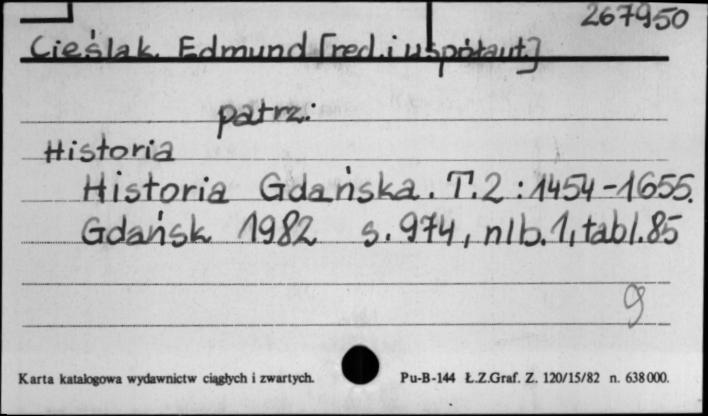 267950
Cieślak, Edmund [red. i współaut.]
patrz:
Historia
Historia Gdańska. T.2 : 1454-1655.
Gdańsk 1982 s. 974, nlb. 1, tabl. 85
9
Karta katalogowa wydawnictw ciągłych i zwartych. Pu-B-144 Ł.Z.Graf. Z. 120/15/82 n. 638000.